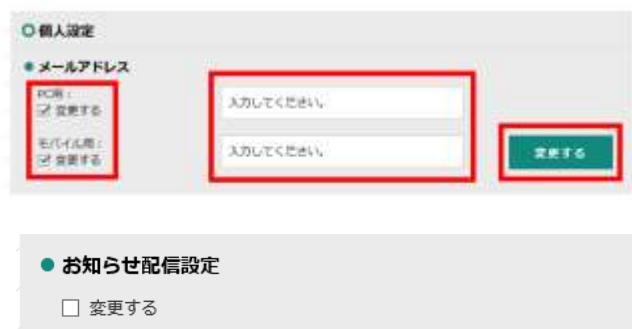 個人設定
メールアドレス
PC用：
変更する
入力してください。
モバイル用：
変更する
入力してください。
変更する
お知らせ配信設定
変更する